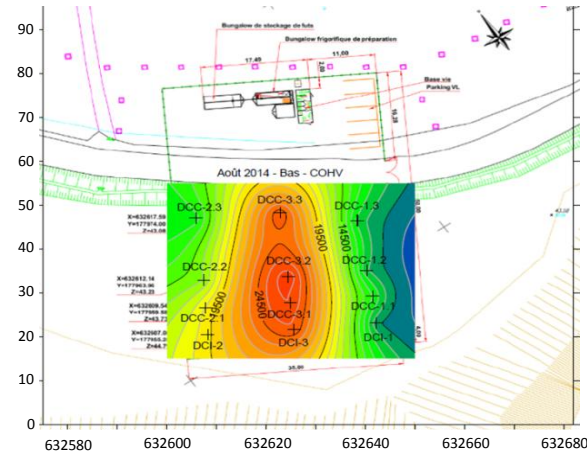 90
Bungalow de stockage de futs
Bungalow frigorifique de préparation
11,00
17,40
80
Base vie
Parking VL
70
60
Août 2014 - Bas - COHV
50
DCC-2.3
DCC-3.3
DCC-1.3
19500
14500
40
DCC-2.2
DCC-3.2
DCC-1.2
30
19500
24500
DCC-2.1
DCC-3.1
DCC-1.1
20
DCI-2
DCI-3
DCI-1
10
0
632580
632600
632620
632640
632660
632680